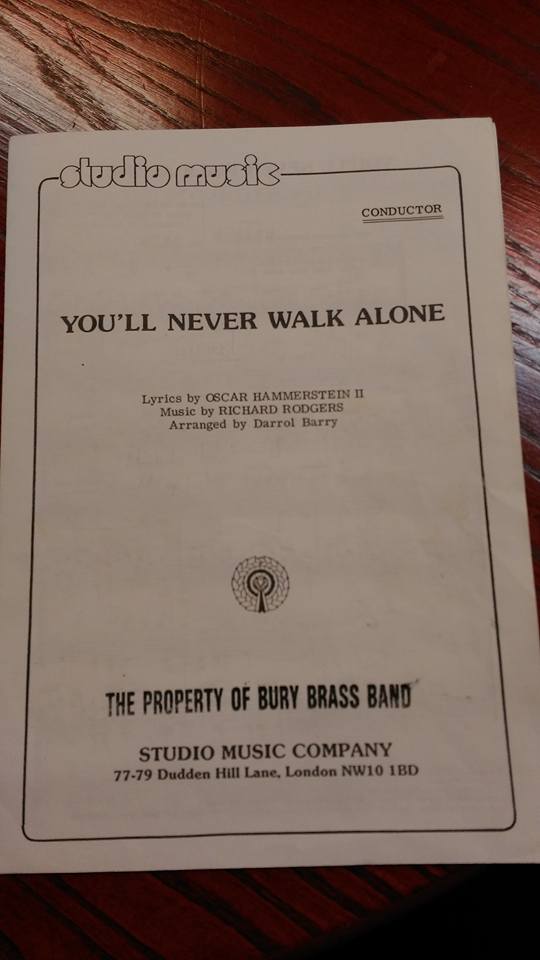 studio music
CONDUCTOR
YOU'LL NEVER WALK ALONE
Lyrics by OSCAR HAMMERSTEIN II
Music by RICHARD RODGERS
Arranged by Darrol Barry
THE PROPERTY OF BURY BRASS BAND
STUDIO MUSIC COMPANY
77-79 Dudden Hill Lane, London NW10 1BD